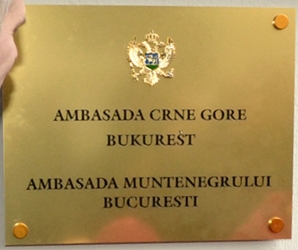 AMBASADA CRNE GORE
BUKUREŠT
AMBASADA MUNTENEGRULUI
BUCURESTI